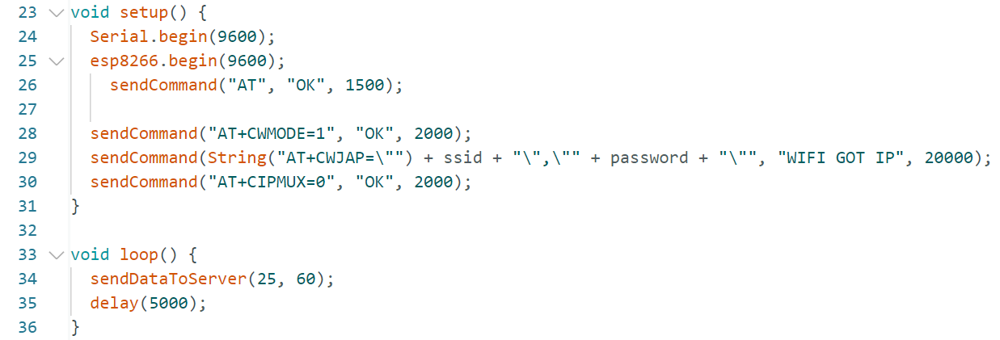 23 void setup() {
24   Serial.begin(9600);
25   esp8266.begin(9600);
26     sendCommand("AT", "OK", 1500);
27
28   sendCommand("AT+CWMODE=1", "OK", 2000);
29   sendCommand(String("AT+CWJAP=\"") + ssid + "\",\"" + password + "\"", "WIFI GOT IP", 20000);
30   sendCommand("AT+CIPMUX=0", "OK", 2000);
31 }
32
33 void loop() {
34   sendDataToServer(25, 60);
35   delay(5000);
36 }